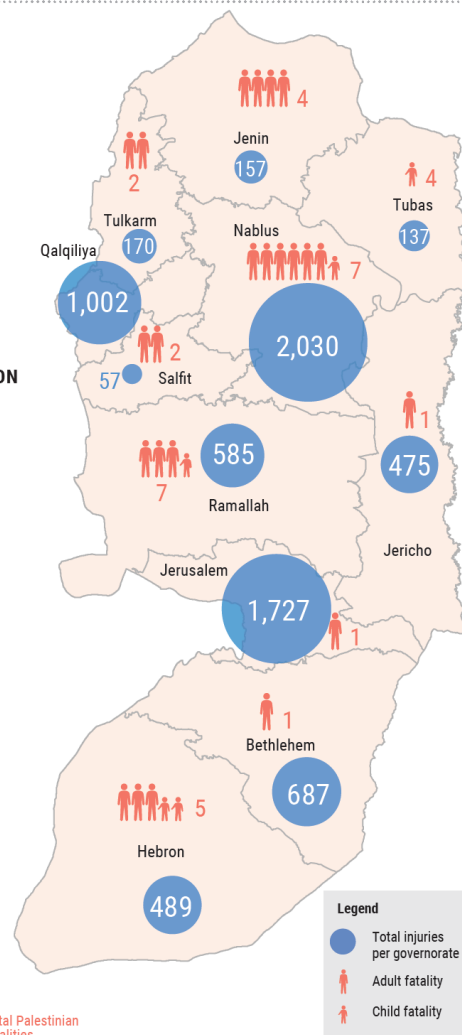 4
Jenin
157
2
Tulkarm
170
4
Tubas
137
Nablus
7
2,030
Qalqiliya
1,002
2
57
Salfit
ON
585
7
Ramallah
1
475
Jericho
Jerusalem
1,727
1
1
Bethlehem
687
5
Hebron
489
Legend
Total injuries
per governorate
Adult fatality
Child fatality
tal Palestinian
alities